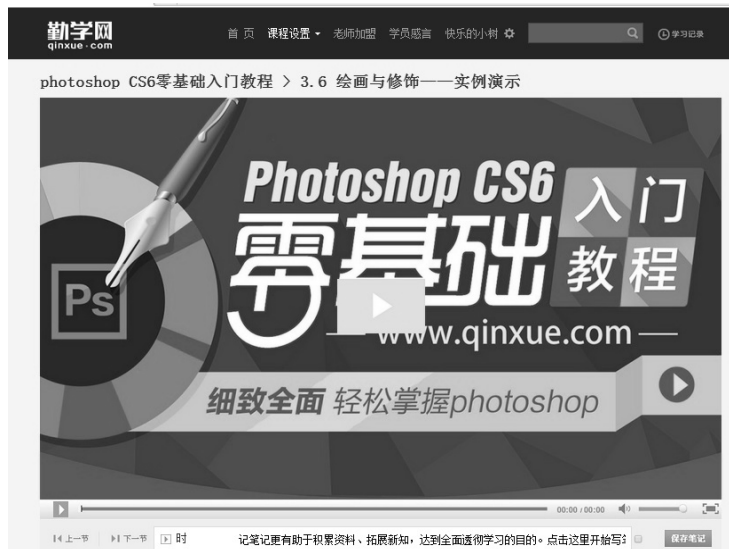 勤学网
qinxue.com
首 页 课程设置 老师加盟 学员感言 快乐的小树 学习记录
photoshop CS6零基础入门教程 > 3.6 绘画与修饰——实例演示
Photoshop CS6
零基础
入门
教程
Ps
www.qinxue.com
细致全面 轻松掌握photoshop
00:00 / 00:00
上一节 下一节 时 记笔记更有助于积累资料、拓展新知，达到全面透彻学习的目的。点击这里开始写 保存笔记